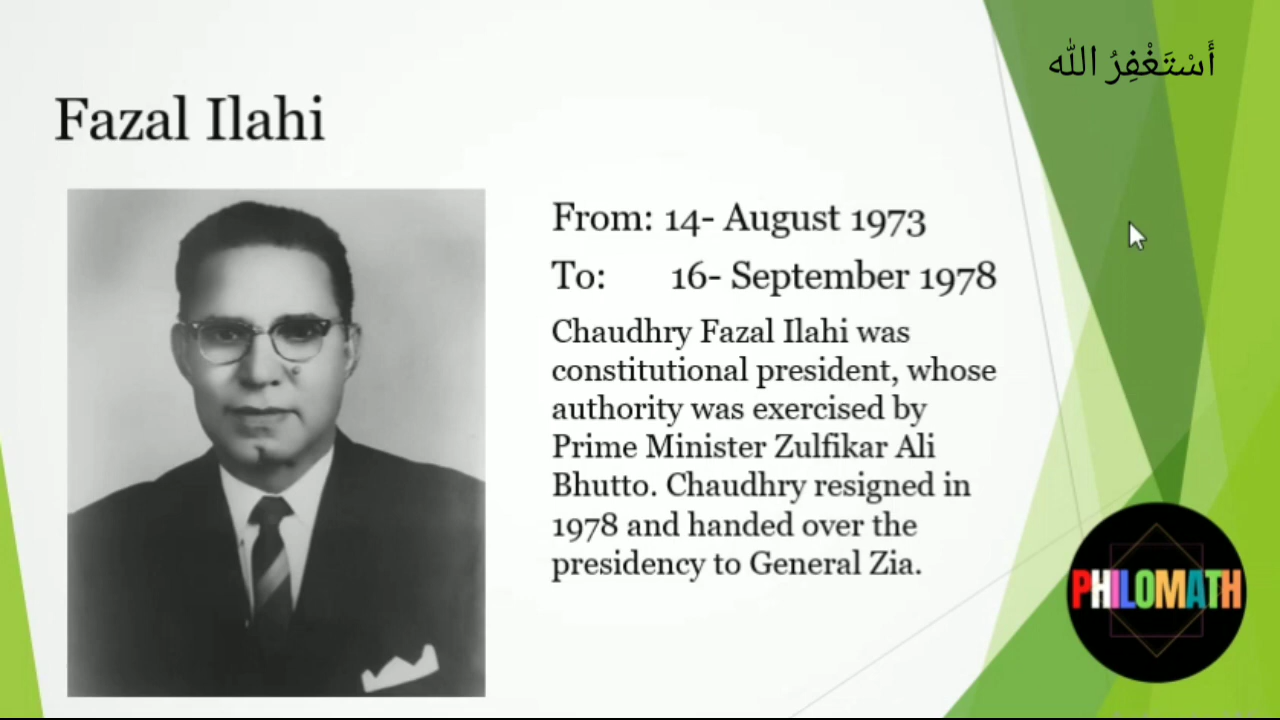 أَسْتَغْفِرُ الله
Fazal Ilahi
From: 14- August 1973
To: 16- September 1978
Chaudhry Fazal Ilahi was
constitutional president, whose
authority was exercised by
Prime Minister Zulfikar Ali
Bhutto. Chaudhry resigned in
1978 and handed over the
presidency to General Zia.
PHILOMATH